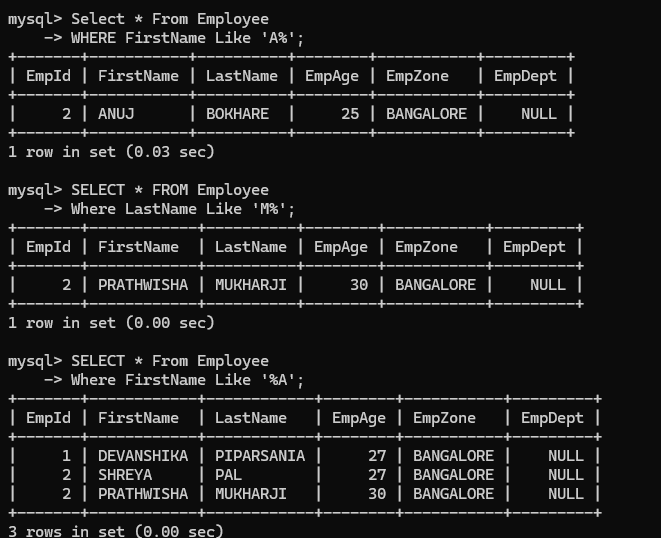 mysql> Select * From Employee
    -> WHERE FirstName Like 'A%';
+-------+-----------+----------+--------+-----------+---------+
| EmpId | FirstName | LastName | EmpAge | EmpZone   | EmpDept |
+-------+-----------+----------+--------+-----------+---------+
|     2 | ANUJ      | BOKHARE  |     25 | BANGALORE |    NULL |
+-------+-----------+----------+--------+-----------+---------+
1 row in set (0.03 sec)

mysql> SELECT * FROM Employee
    -> Where LastName Like 'M%';
+-------+------------+-----------+--------+-----------+---------+
| EmpId | FirstName  | LastName  | EmpAge | EmpZone   | EmpDept |
+-------+------------+-----------+--------+-----------+---------+
|     2 | PRATHWISHA | MUKHARJI  |     30 | BANGALORE |    NULL |
+-------+------------+-----------+--------+-----------+---------+
1 row in set (0.00 sec)

mysql> SELECT * From Employee
    -> Where FirstName Like '%A';
+-------+------------+------------+--------+-----------+---------+
| EmpId | FirstName  | LastName   | EmpAge | EmpZone   | EmpDept |
+-------+------------+------------+--------+-----------+---------+
|     1 | DEVANSHIKA | PIPARSANIA |     27 | BANGALORE |    NULL |
|     2 | SHREYA     | PAL        |     27 | BANGALORE |    NULL |
|     2 | PRATHWISHA | MUKHARJI   |     30 | BANGALORE |    NULL |
+-------+------------+------------+--------+-----------+---------+
3 rows in set (0.00 sec)